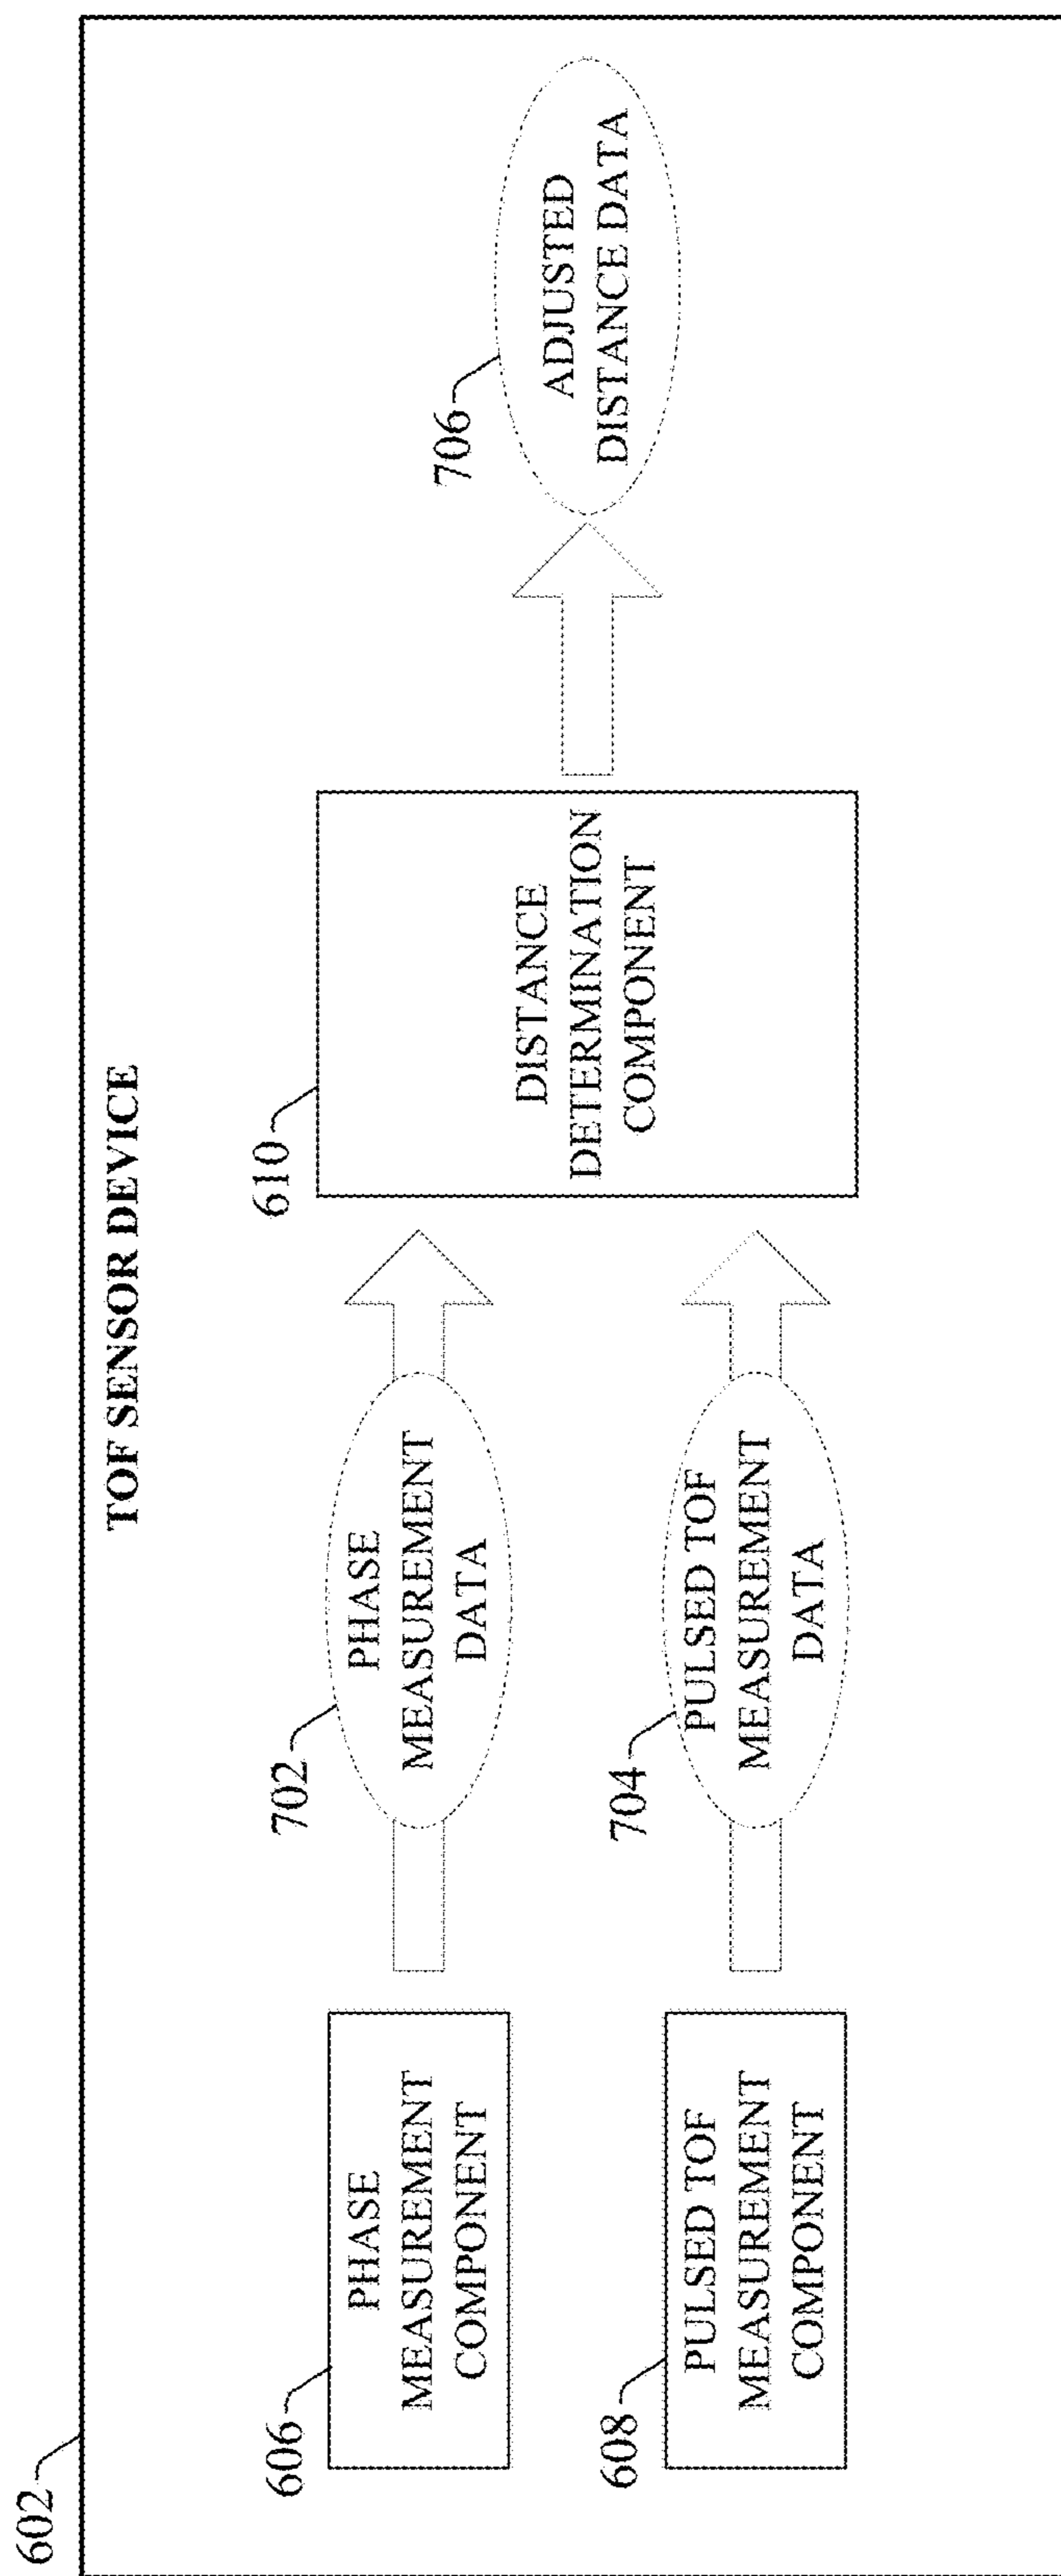 602
TOF SENSOR DEVICE
606
PHASE
MEASUREMENT
COMPONENT
702
PHASE
MEASUREMENT
DATA
608
PULSED TOF
MEASUREMENT
COMPONENT
704
PULSED TOF
MEASUREMENT
DATA
610
DISTANCE
DETERMINATION
COMPONENT
706
ADJUSTED
DISTANCE DATA